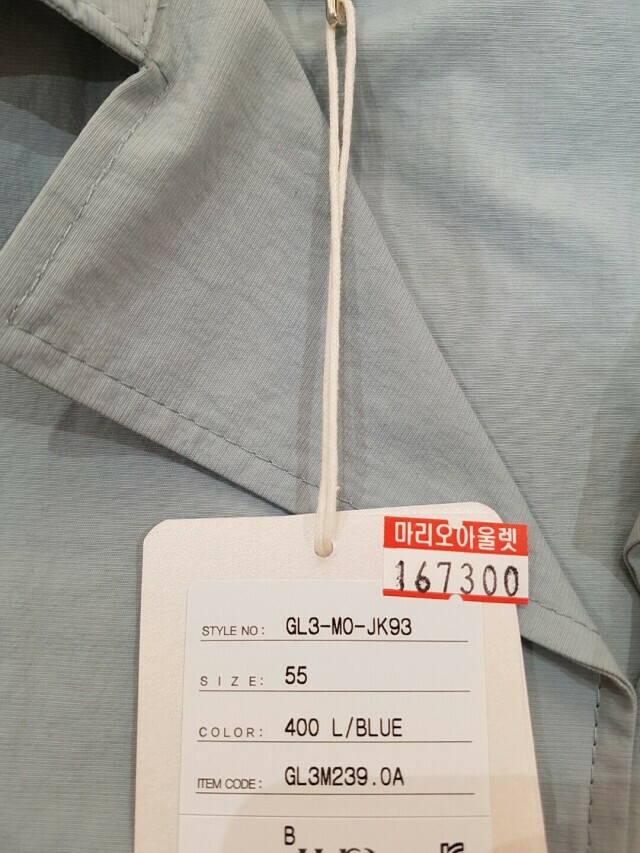 마리오아울렛
167300
STYLE NO: GL3-MO-JK93
SIZE: 55
COLOR: 400 L/BLUE
ITEM CODE: GL3M239.0A
B